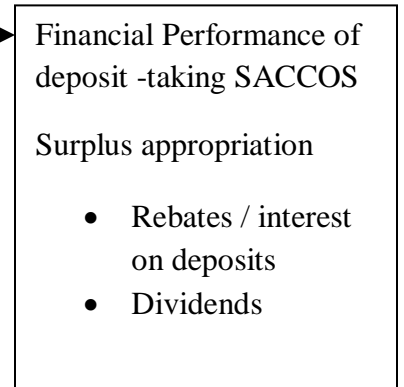 Financial Performance of
deposit -taking SACCOS
Surplus appropriation
• Rebates / interest
on deposits
• Dividends